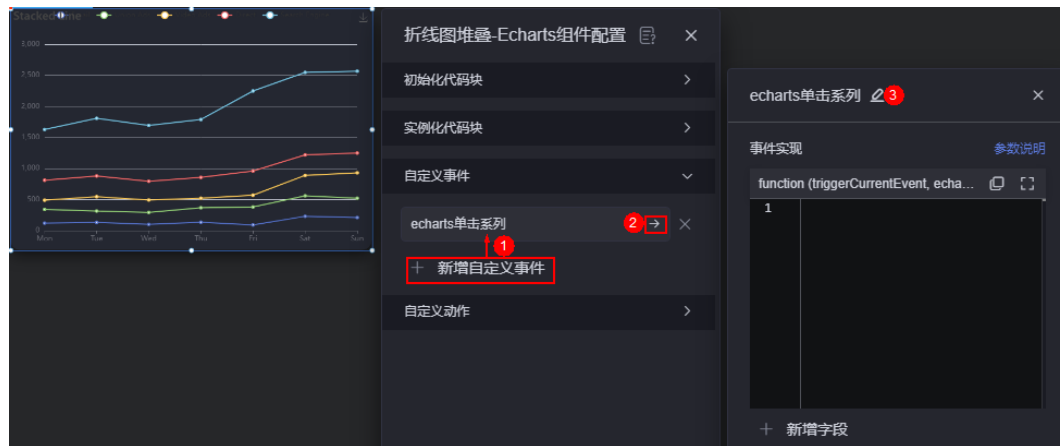 Stacked Line
3,000
2,500
2,000
1,500
1,000
500
0
Mon Tue Wed Thu Fri Sat Sun
折线图堆叠-Echarts组件配置
初始化代码块
实例化代码块
自定义事件
echarts单击系列 2
1
新增自定义事件
自定义动作
echarts单击系列 3
事件实现 参数说明
function (triggerCurrentEvent, echa...
1
新增字段